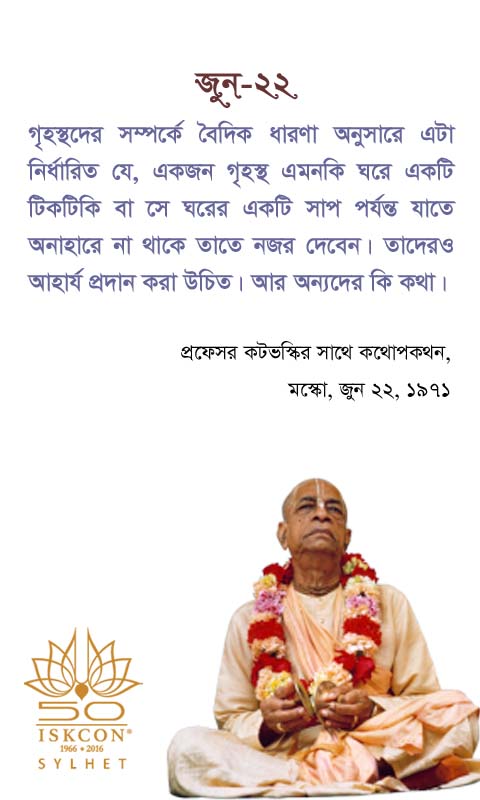 জুন-২২
গৃহস্থদের সম্পর্কে বৈদিক ধারণা অনুসারে এটা
নির্ধারিত যে, একজন গৃহস্থ এমনকি ঘরে একটি
টিকটিকি বা সে ঘরের একটি সাপ পর্যন্ত যাতে
অনাহারে না থাকে তাতে নজর দেবেন। তাদেরও
আহার্য প্রদান করা উচিত। আর অন্যদের কি কথা।
প্রফেসর কটভস্কির সাথে কথোপকথন,
মস্কো, জুন ২২, ১৯৭১
50
ISKCON®
1966 • 2016
SYLHET